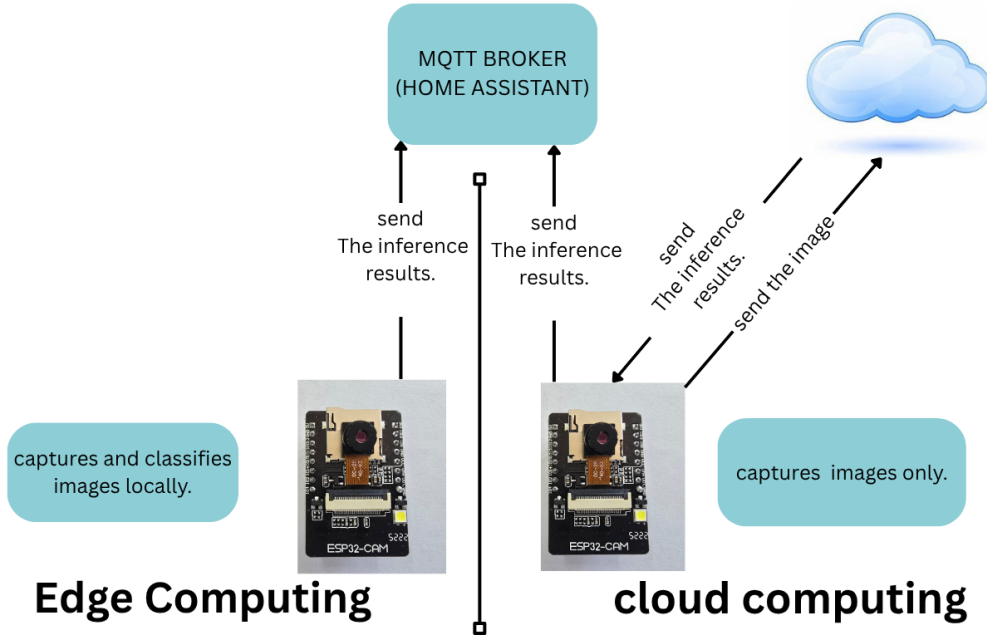 MQTT BROKER
(HOME ASSISTANT)
send
The inference
results.
send
The inference
results.
send
The inference
results.
send the image
captures and classifies
images locally.
ESP32-CAM
ESP32-CAM
captures  images only.
Edge Computing
cloud computing